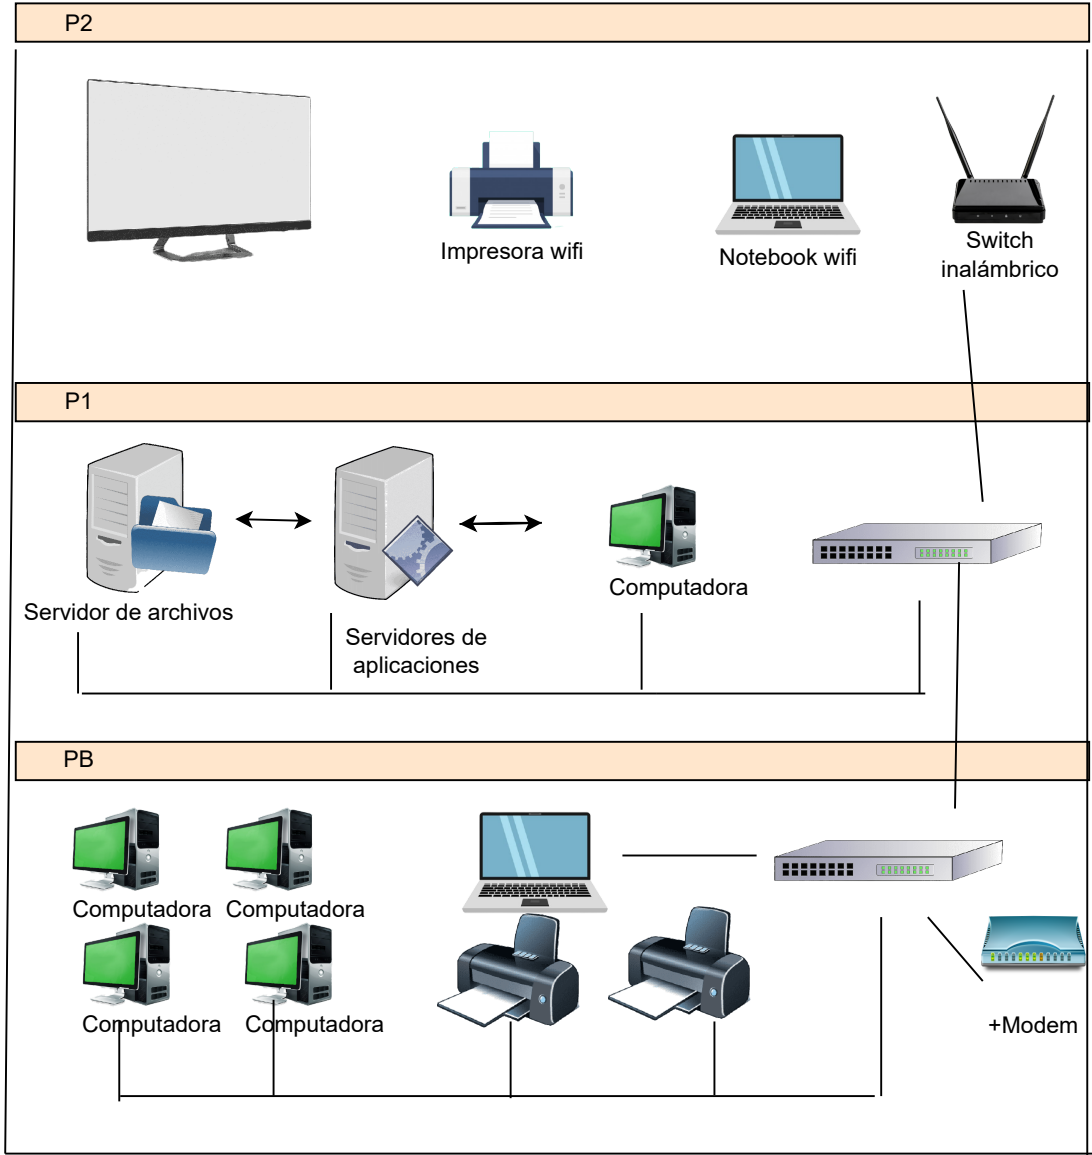 P2
Impresora wifi
Notebook wifi
Switch
inalámbrico
P1
Servidor de archivos
Servidores de
aplicaciones
Computadora
PB
Computadora
Computadora
Computadora
Computadora
+Modem